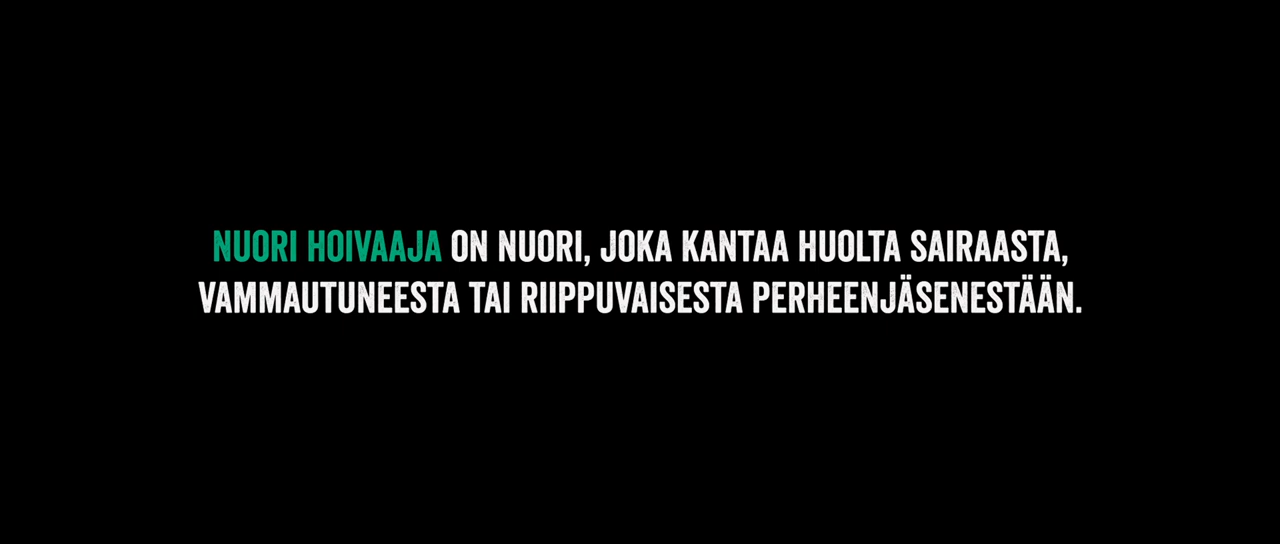 NUORI HOIVAAJA ON NUORI, JOKA KANTAA HUOLTA SAIRAASTA,
VAMMAUTUNEESTA TAI RIIPPUVAISESTA PERHEENJÄSENESTÄÄN.